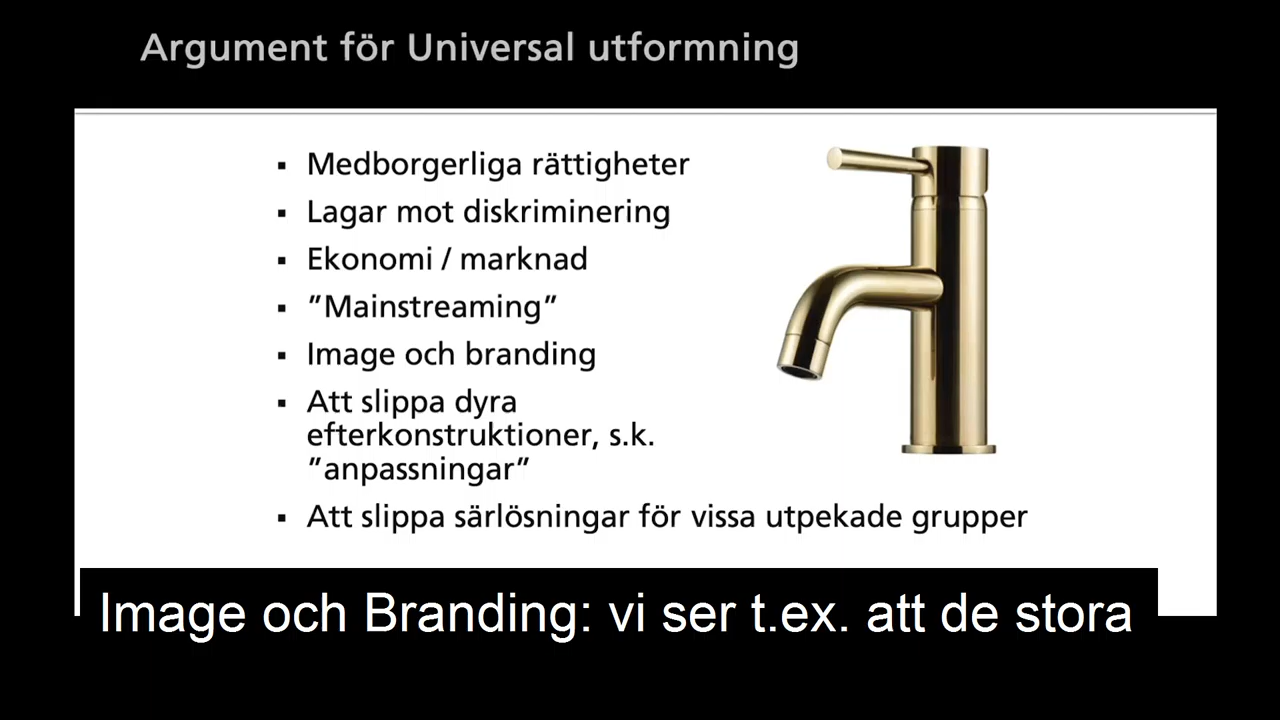 Argument för Universal utformning
▪ Medborgerliga rättigheter
▪ Lagar mot diskriminering
▪ Ekonomi / marknad
▪ ”Mainstreaming”
▪ Image och branding
▪ Att slippa dyra
efterkonstruktioner, s.k.
”anpassningar”
▪ Att slippa särlösningar för vissa utpekade grupper
Image och Branding: vi ser t.ex. att de stora